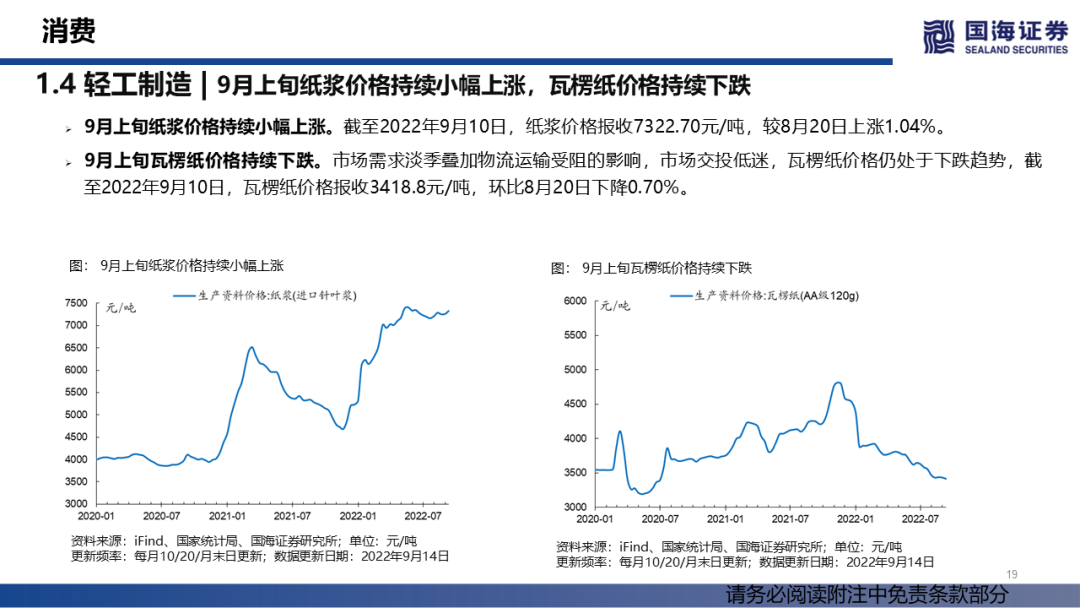 消费
国海证券
SEALAND SECURITIES
1.4 轻工制造 | 9月上旬纸浆价格持续小幅上涨，瓦楞纸价格持续下跌
➢ 9月上旬纸浆价格持续小幅上涨。截至2022年9月10日，纸浆价格报收7322.70元/吨，较8月20日上涨1.04%。
➢ 9月上旬瓦楞纸价格持续下跌。市场需求淡季叠加物流运输受阻的影响，市场交投低迷，瓦楞纸价格仍处于下跌趋势，截
至2022年9月10日，瓦楞纸价格报收3418.8元/吨，环比8月20日下降0.70%。
图： 9月上旬纸浆价格持续小幅上涨
元/吨
生产资料价格:纸浆(进口针叶浆)
7500
7000
6500
6000
5500
5000
4500
4000
3500
3000
2020-01 2020-07 2021-01 2021-07 2022-01 2022-07
资料来源：iFind、国家统计局、国海证券研究所；单位：元/吨
更新频率：每月10/20/月末日更新；数据更新日期：2022年9月14日
图： 9月上旬瓦楞纸价格持续下跌
元/吨
生产资料价格:瓦楞纸(AA级120g)
6000
5500
5000
4500
4000
3500
3000
2020-01 2020-07 2021-01 2021-07 2022-01 2022-07
资料来源：iFind、国家统计局、国海证券研究所；单位：元/吨
更新频率：每月10/20/月末日更新；数据更新日期：2022年9月14日
19
请务必阅读附注中免责条款部分